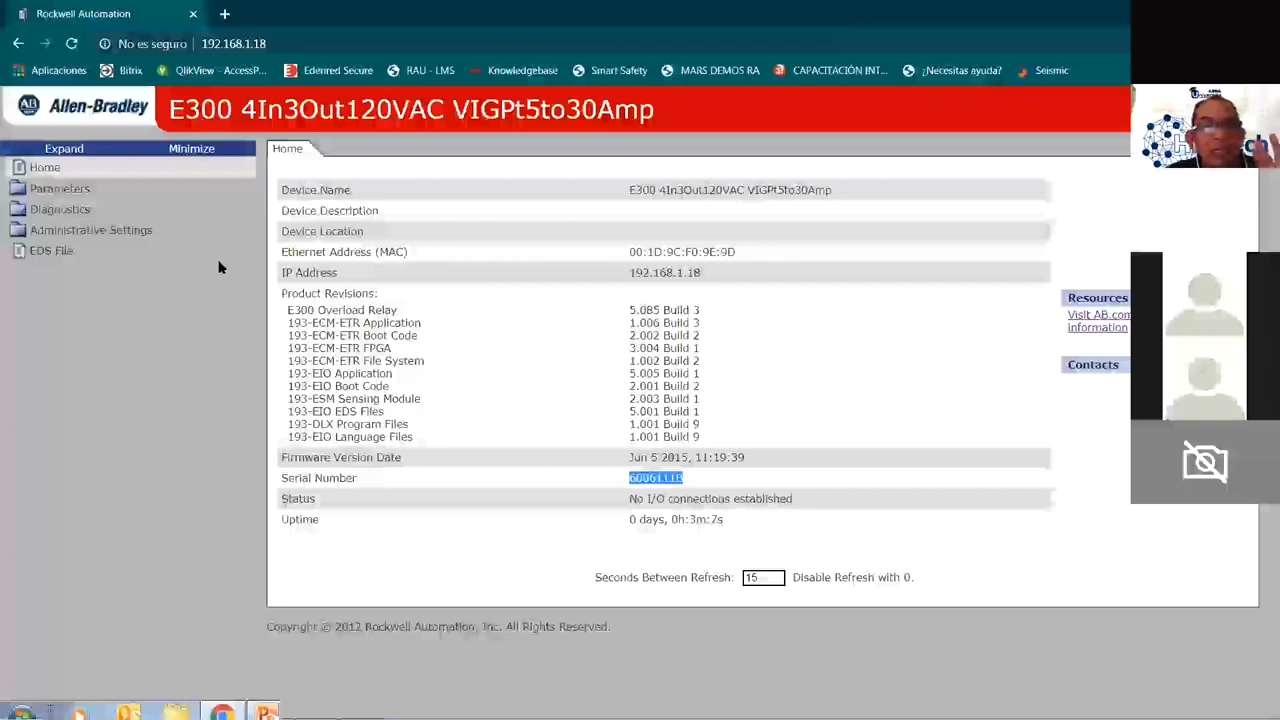 Rockwell Automation
No es seguro 192.168.1.18
Aplicaciones Bitrix QlikView - AccessP... Edenred Secure RAU - LMS Knowledgebase Smart Safety MARS DEMOS RA CAPACITACIÓN INT... ¿Necesitas ayuda? Seismic
AB Allen-Bradley E300 4In3Out120VAC VIGPt5to30Amp
Expand Minimize
Home
Parameters
Diagnostics
Administrative Settings
EDS File
Home
Device Name E300 4In3Out120VAC VIGPt5to30Amp
Device Description
Device Location
Ethernet Address (MAC) 00:1D:9C:F0:9E:9D
IP Address 192.168.1.18
Product Revisions:
E300 Overload Relay 5.085 Build 3
193-ECM-ETR Application 1.006 Build 3
193-ECM-ETR Boot Code 2.002 Build 2
193-ECM-ETR FPGA 3.004 Build 1
193-ECM-ETR File System 1.002 Build 2
193-EIO Application 5.005 Build 1
193-EIO Boot Code 2.001 Build 2
193-ESM Sensing Module 2.003 Build 1
193-EIO EDS Files 5.001 Build 1
193-DLX Program Files 1.001 Build 9
193-EIO Language Files 1.001 Build 9
Firmware Version Date Jun 5 2015, 11:19:39
Serial Number
Status No I/O connections established
Uptime 0 days, 0h:3m:7s
Seconds Between Refresh: 15 Disable Refresh with 0.
Resources
Visit AB.com
information
Contacts
Copyright © 2012 Rockwell Automation, Inc. All Rights Reserved.